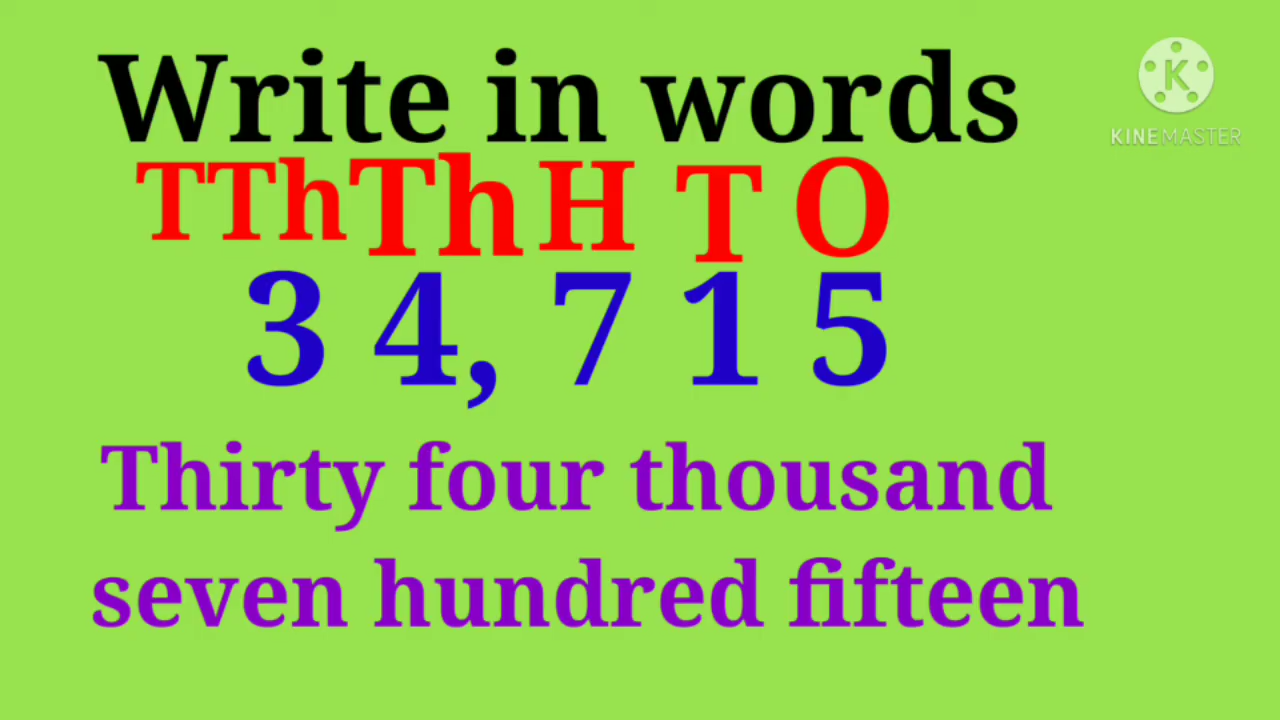 Write in words
TTh Th H T O
3 4, 7 1 5
Thirty four thousand
seven hundred fifteen
K
KINEMASTER